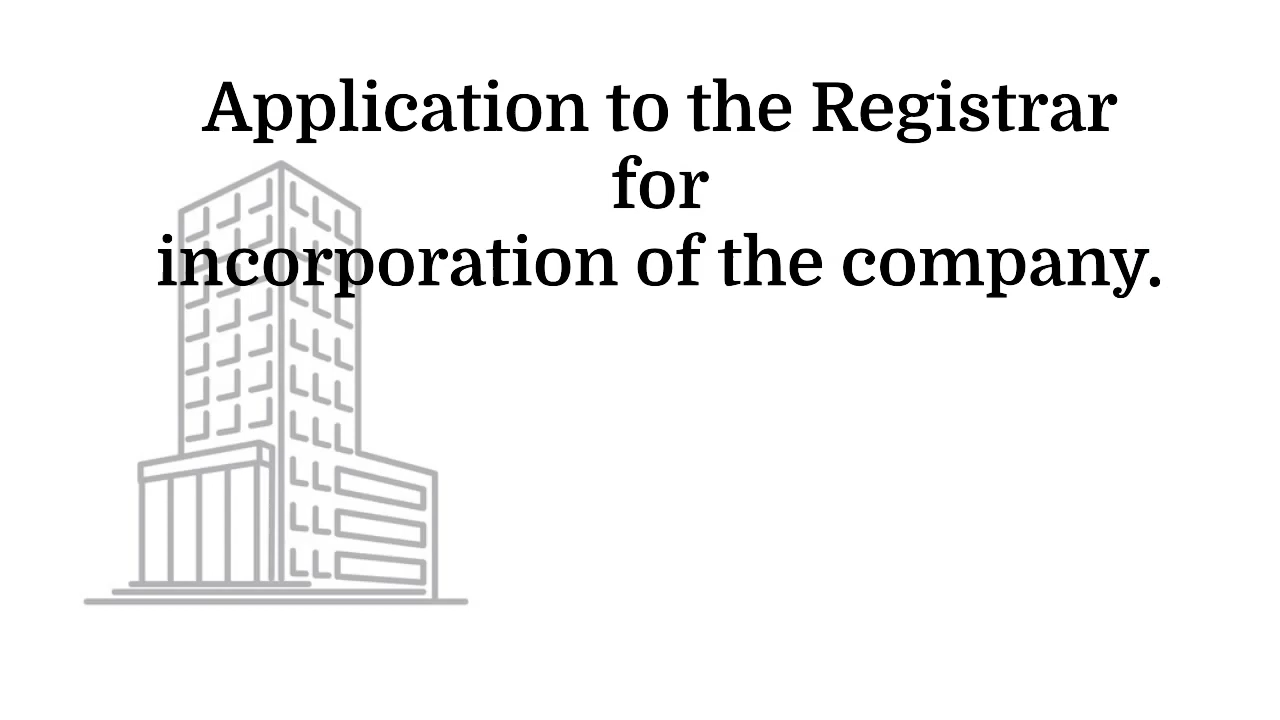 Application to the Registrar
for
incorporation of the company.